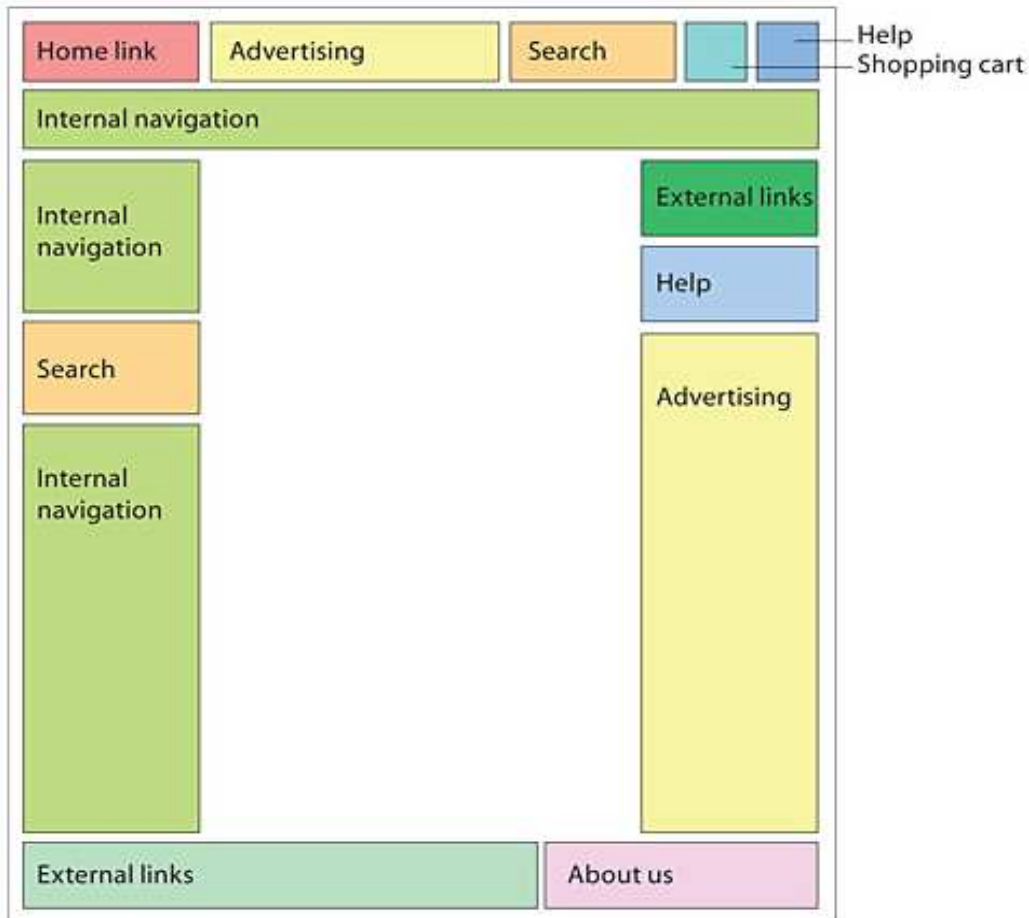 Home link
Advertising
Search
Help
Shopping cart
Internal navigation
Internal
navigation
External links
Help
Search
Advertising
Internal
navigation
External links
About us